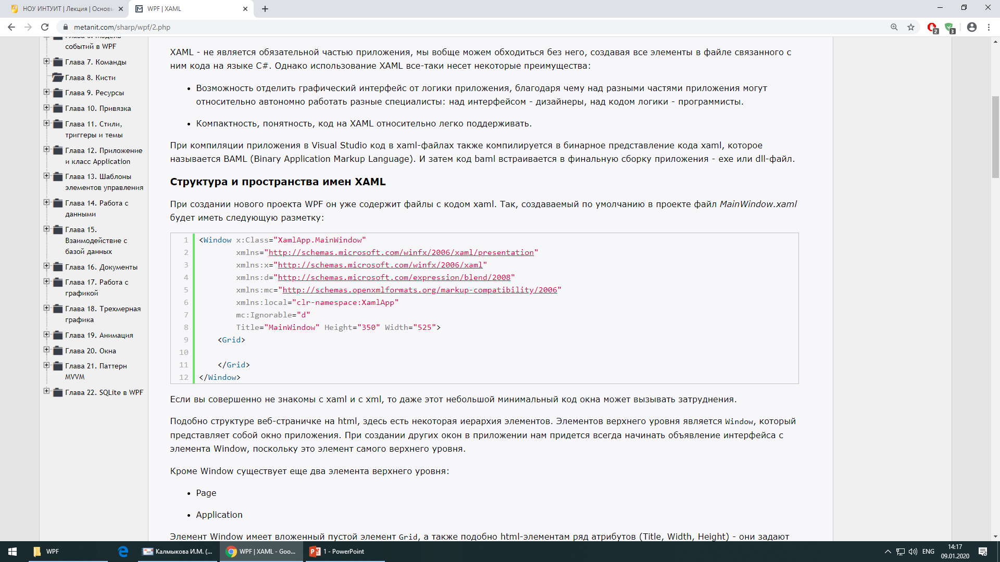 НОУ ИНТУИТ | Лекция | Основы
WPF | XAML
metanit.com/sharp/wpf/2.php
2
3
Глава 6. Модель
событий в WPF
Глава 7. Команды
Глава 8. Кисти
Глава 9. Ресурсы
Глава 10. Привязка
Глава 11. Стили,
триггеры и темы
Глава 12. Приложение
и класс Application
Глава 13. Шаблоны
элементов управления
Глава 14. Работа с
данными
Глава 15.
Взаимодействие с
базой данных
Глава 16. Документы
Глава 17. Работа с
графикой
Глава 18. Трехмерная
графика
Глава 19. Анимация
Глава 20. Окна
Глава 21. Паттерн
MVVM
Глава 22. SQLite в WPF
XAML - не является обязательной частью приложения, мы вобще можем обходиться без него, создавая все элементы в файле связанного с
ним кода на языке C#. Однако использование XAML все-таки несет некоторые преимущества:
• Возможность отделить графический интерфейс от логики приложения, благодаря чему над разными частями приложения могут
относительно автономно работать разные специалисты: над интерфейсом - дизайнеры, над кодом логики - программисты.
• Компактность, понятность, код на XAML относительно легко поддерживать.
При компиляции приложения в Visual Studio код в xaml-файлах также компилируется в бинарное представление кода xaml, которое
называется BAML (Binary Application Markup Language). И затем код baml встраивается в финальную сборку приложения - exe или dll-файл.
Структура и пространства имен XAML
При создании нового проекта WPF он уже содержит файлы с кодом xaml. Так, создаваемый по умолчанию в проекте файл MainWindow.xaml
будет иметь следующую разметку:
1 <Window x:Class="XamlApp.MainWindow"
2 xmlns="http://schemas.microsoft.com/winfx/2006/xaml/presentation"
3 xmlns:x="http://schemas.microsoft.com/winfx/2006/xaml"
4 xmlns:d="http://schemas.microsoft.com/expression/blend/2008"
5 xmlns:mc="http://schemas.openxmlformats.org/markup-compatibility/2006"
6 xmlns:local="clr-namespace:XamlApp"
7 mc:Ignorable="d"
8 Title="MainWindow" Height="350" Width="525">
9 <Grid>
10
11 </Grid>
12 </Window>
Если вы совершенно не знакомы с xaml и с xml, то даже этот небольшой минимальный код окна может вызывать затруднения.
Подобно структуре веб-страничке на html, здесь есть некоторая иерархия элементов. Элементов верхнего уровня является Window, который
представляет собой окно приложения. При создании других окон в приложении нам придется всегда начинать объявление интерфейса с
элемента Window, поскольку это элемент самого верхнего уровня.
Кроме Window существует еще два элемента верхнего уровня:
• Page
• Application
Элемент Window имеет вложенный пустой элемент Grid, а также подобно html-элементам ряд атрибутов (Title, Width, Height) - они задают
WPF
Калмыкова И.М. (...
WPF | XAML - Goo...
1 - PowerPoint
ENG
14:17
09.01.2020